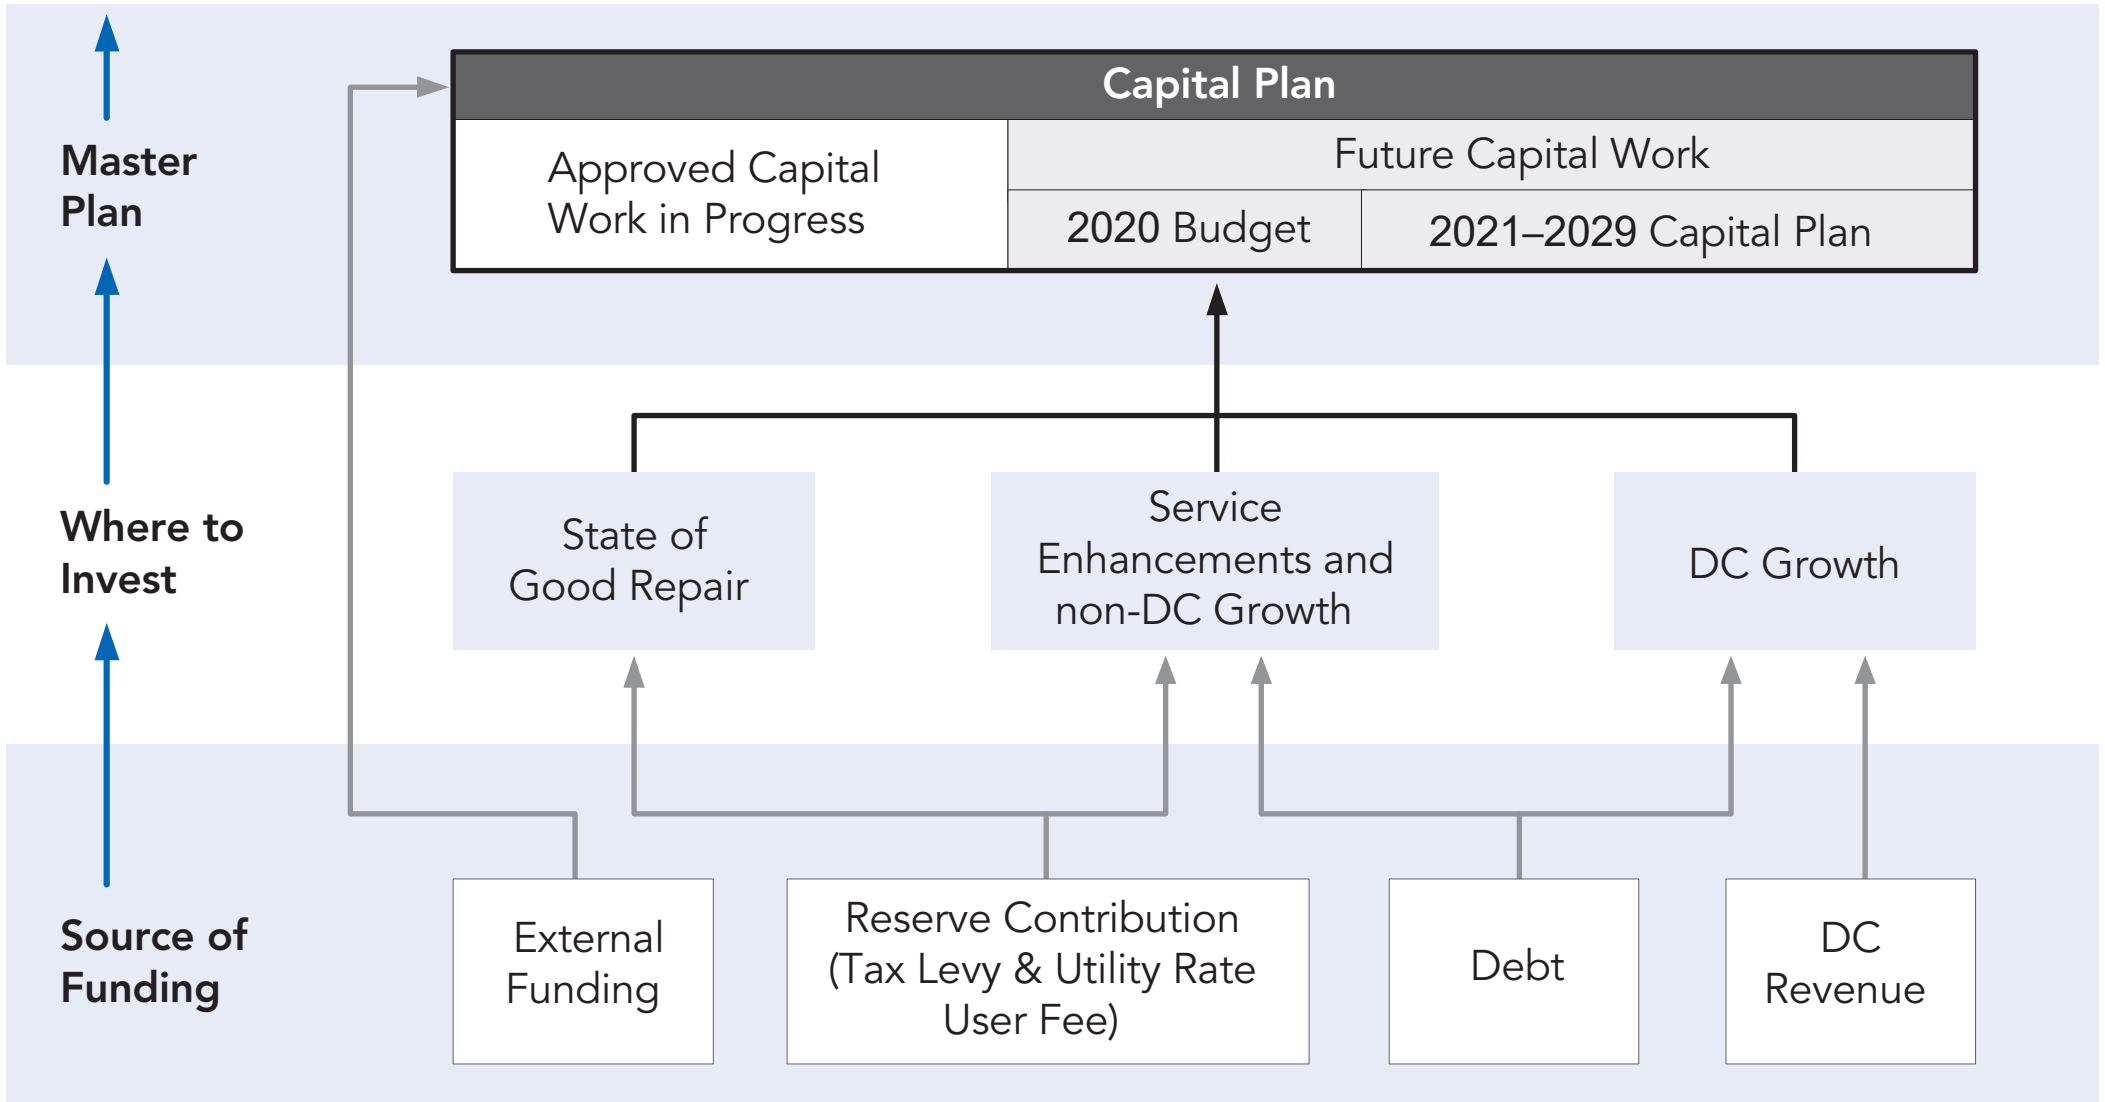 Capital Plan
Master
Plan
Approved Capital
Work in Progress
Future Capital Work
2020 Budget
2021–2029 Capital Plan
Where to
Invest
State of
Good Repair
Service
Enhancements and
non-DC Growth
DC Growth
Source of
Funding
External
Funding
Reserve Contribution
(Tax Levy & Utility Rate
User Fee)
Debt
DC
Revenue